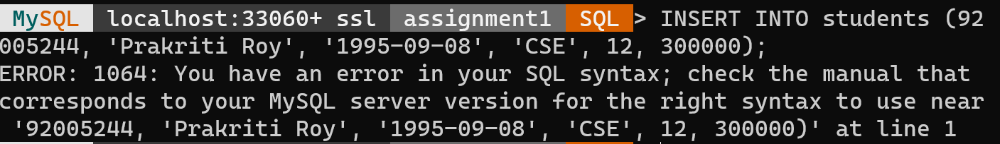 MySQL localhost:33060+ ssl assignment1 SQL > INSERT INTO students (92
005244, 'Prakriti Roy', '1995-09-08', 'CSE', 12, 300000);
ERROR: 1064: You have an error in your SQL syntax; check the manual that
corresponds to your MySQL server version for the right syntax to use near
'92005244, 'Prakriti Roy', '1995-09-08', 'CSE', 12, 300000)' at line 1